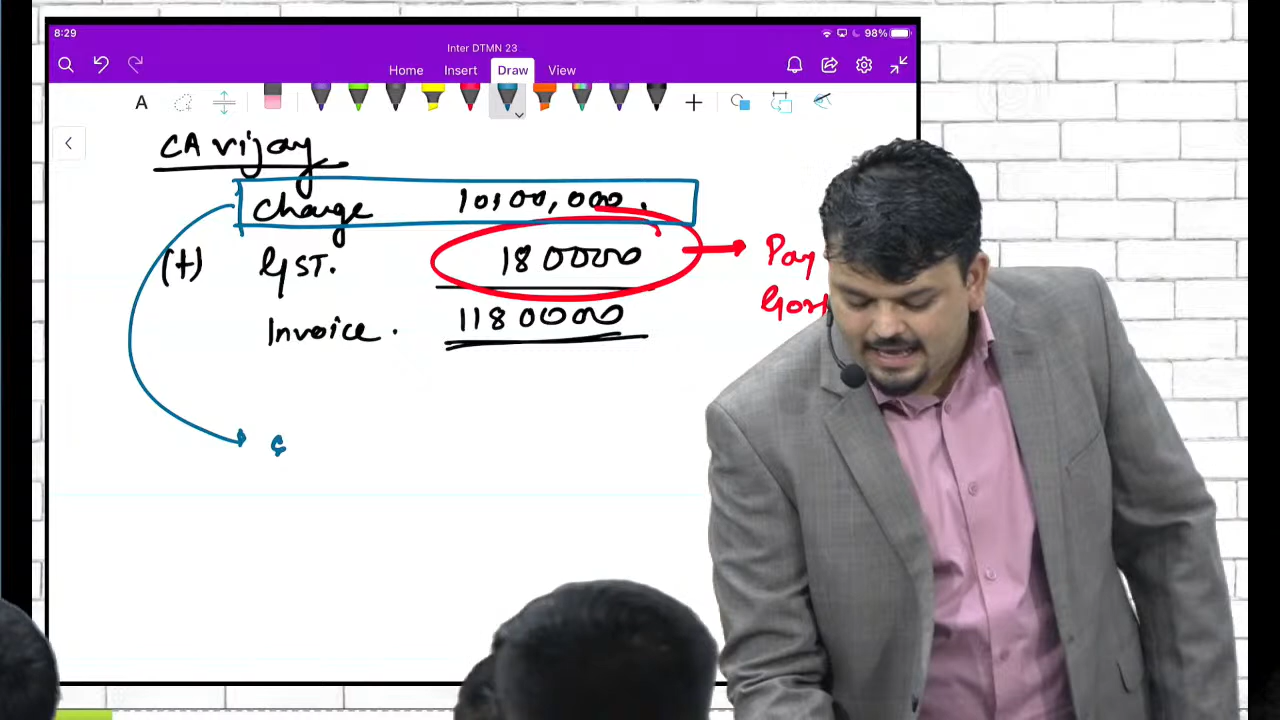 8:29
98%
Inter DTMN 23
Home Insert Draw View
A
CA vijay
Charge 10,00,000.
(+) GST. 180000 → Pay
Invoice. 1180000